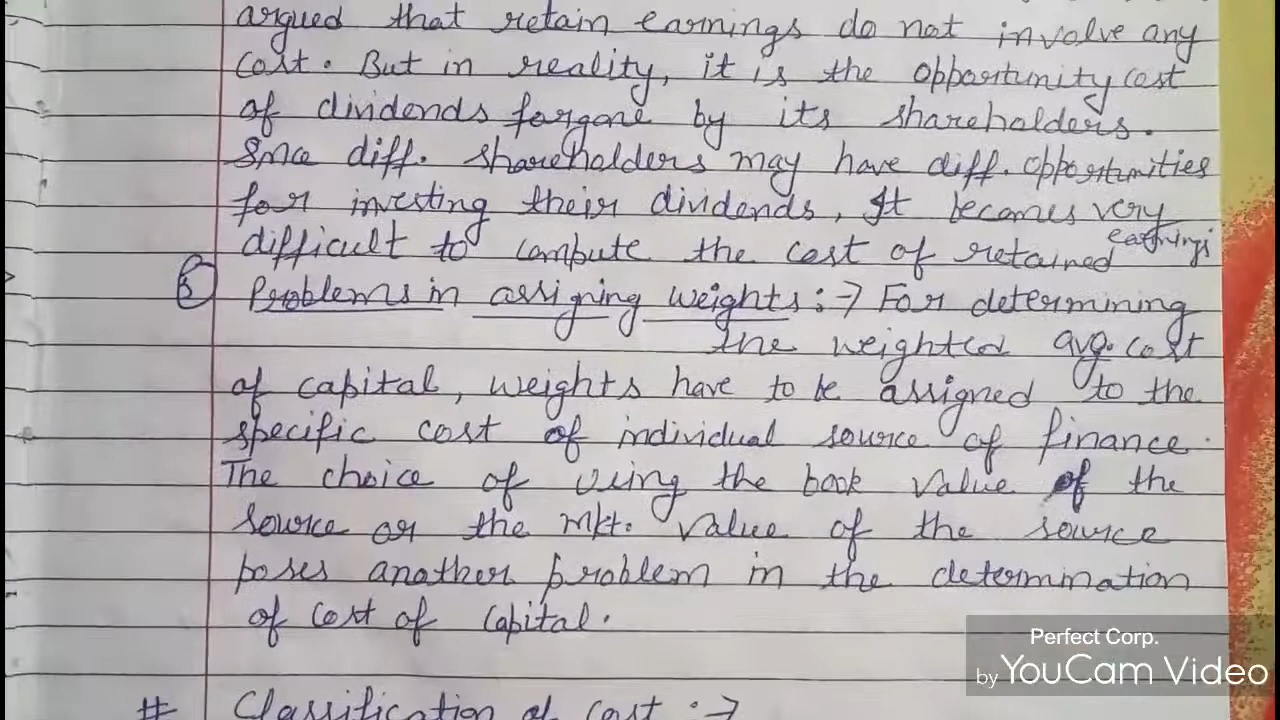 argued that retain earnings do not involve any
cost. But in reality, it is the opportunity cost
of dividends forgone by its shareholders.
Since diff. shareholders may have diff. opportunities
for investing their dividends, It becomes very
difficult to compute the cost of retained earnings
Problems in assigning weights :→ For determining
the weighted avg. cost
of capital, weights have to be assigned to the
specific cost of individual source of finance.
The choice of using the book value of the
source or the mkt. value of the source
poses another problem in the determination
of cost of capital.
# Classification of cost :→
Perfect Corp.
by YouCam Video